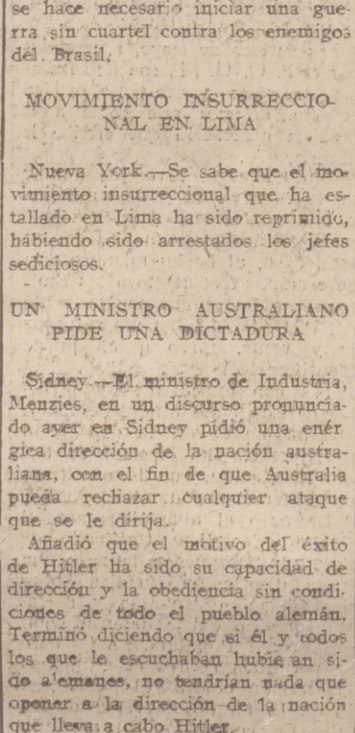 se hace necesario iniciar una gue-
rra sin cuartel contra los enemigos
del Brasil.
MOVIMIENTO INSURRECCIO-
NAL EN LIMA
Nueva York.—Se sabe que el mo-
vimiento insurreccional que ha es-
tallado en Lima ha sido reprimido,
habiendo sido arrestados los jefes
sediciosos.
UN MINISTRO AUSTRALIANO
PIDE UNA DICTADURA
Sidney.—El ministro de Industria,
Menzies, en un discurso pronuncia-
do ayer en Sidney pidió una enér
gica dirección de la nación austra-
liana, con el fin de que Australia
pueda rechazar cualquier ataque
que se le dirija.
Añadió que el motivo del éxito
de Hitler ha sido su capacidad de
dirección y la obediencia sin condi-
ciones de todo el pueblo alemán.
Terminó diciendo que si él y todos
los que le escuchaban hubie an si-
do alemanes, no tendrían nada que
oponer a la dirección de la nación
que lleva a cabo Hitler.